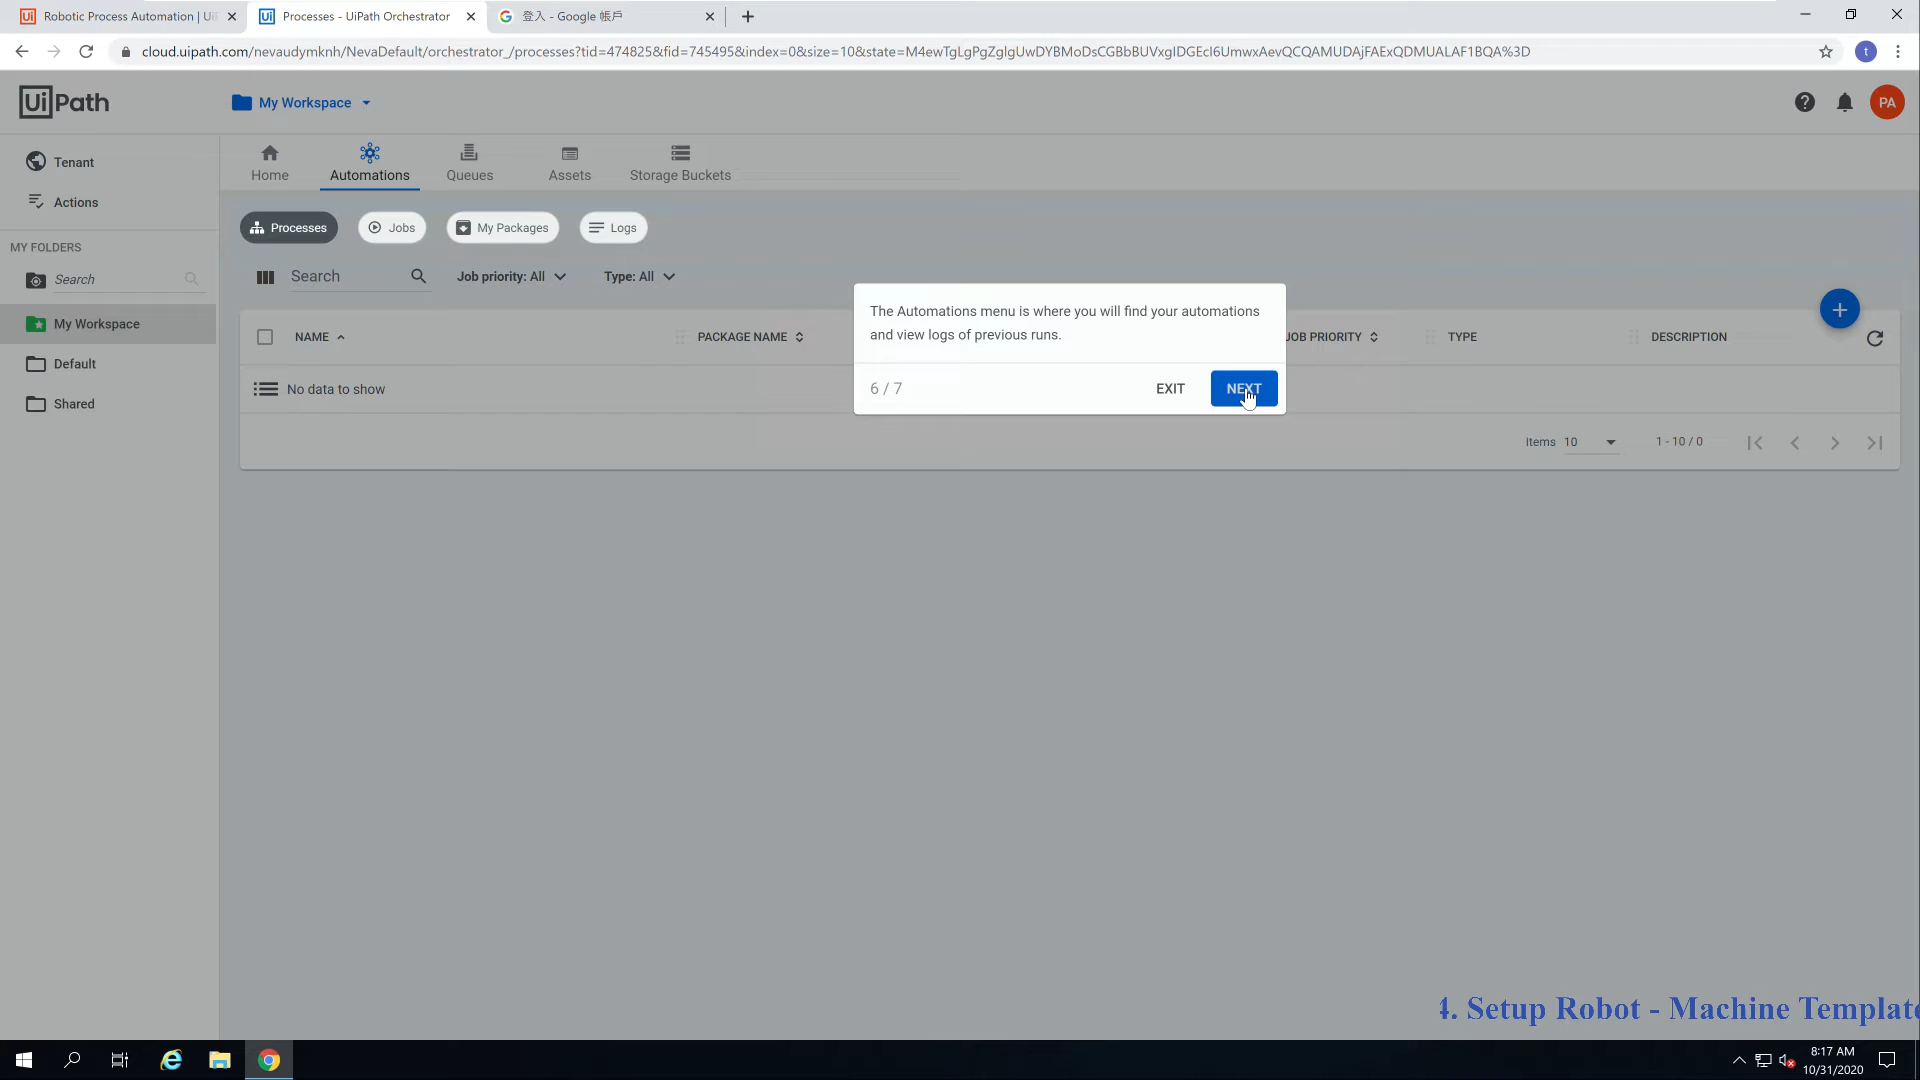 Robotic Process Automation | Ui
Processes - UiPath Orchestrator
登入 - Google 帳戶
cloud.uipath.com/nevaudymknh/NevaDefault/orchestrator_/processes?tid=474825&fid=745495&index=0&size=10&state=M4ewTgLgPgZglgUwDYBMoDsCGBbBUVxgIDGEcl6UmwxAevQCQAMUDAjFAExQDMUALAF1BQA%3D
t
UiPath
My Workspace
PA
Tenant
Actions
MY FOLDERS
Search
My Workspace
Default
Shared
Home
Automations
Queues
Assets
Storage Buckets
Processes
Jobs
My Packages
Logs
Search
Job priority: All
Type: All
The Automations menu is where you will find your automations
and view logs of previous runs.
6 / 7
EXIT
NEXT
NAME
PACKAGE NAME
JOB PRIORITY
TYPE
DESCRIPTION
No data to show
Items 10
1 - 10 / 0
4. Setup Robot - Machine Template
8:17 AM
10/31/2020